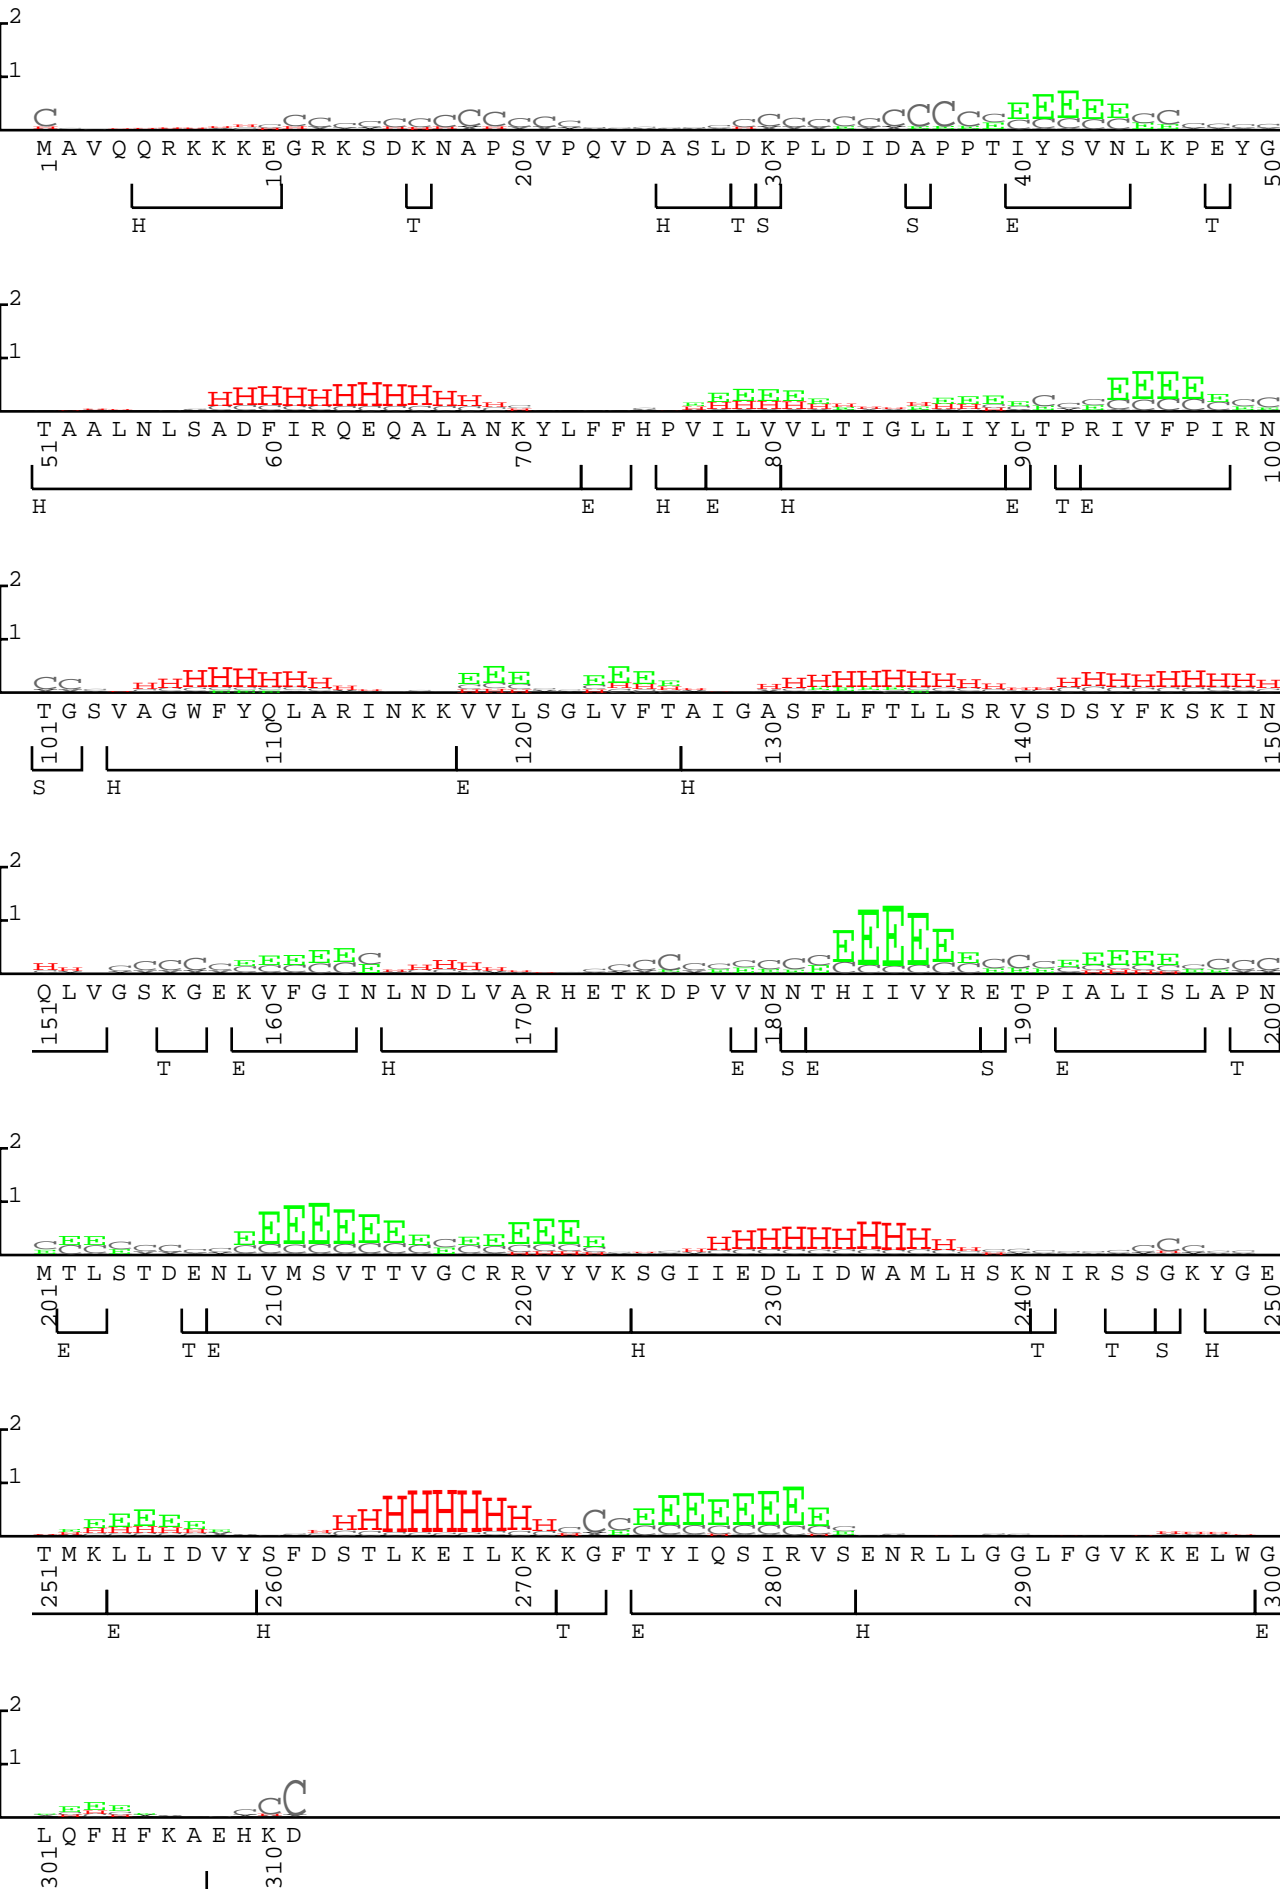 2
1
M A V Q Q R K K K E G R K S D K N A P S V P Q V D A S L D K P L D I D A P P T I Y S V N L K P E Y G
1 10 20 30 40 50
H T H T S S E T
2
1
T A A L N L S A D F I R Q E Q A L A N K Y L F F H P V I L V V L T I G L L I Y L T P R I V F P I R N
51 60 70 80 90 100
H E H E H E T E
2
1
T G S V A G W F Y Q L A R I N K K V V L S G L V F T A I G A S F L F T L L S R V S D S Y F K S K I N
101 110 120 130 140 150
S H E H
2
1
Q L V G S K G E K V F G I N L N D L V A R H E T K D P V V N N T H I I V Y R E T P I A L I S L A P N
151 160 170 180 190 200
T E H E S E S E T
2
1
M T L S T D E N L V M S V T T V G C R R V Y V K S G I I E D L I D W A M L H S K N I R S S G K Y G E
201 210 220 230 240 250
E T E H T T S H
2
1
T M K L L I D V Y S F D S T L K E I L K K K G F T Y I Q S I R V S E N R L L G G L F G V K K E L W G
251 260 270 280 290 300
E H T E H E
2
1
L Q F H F K A E H K D
301 310